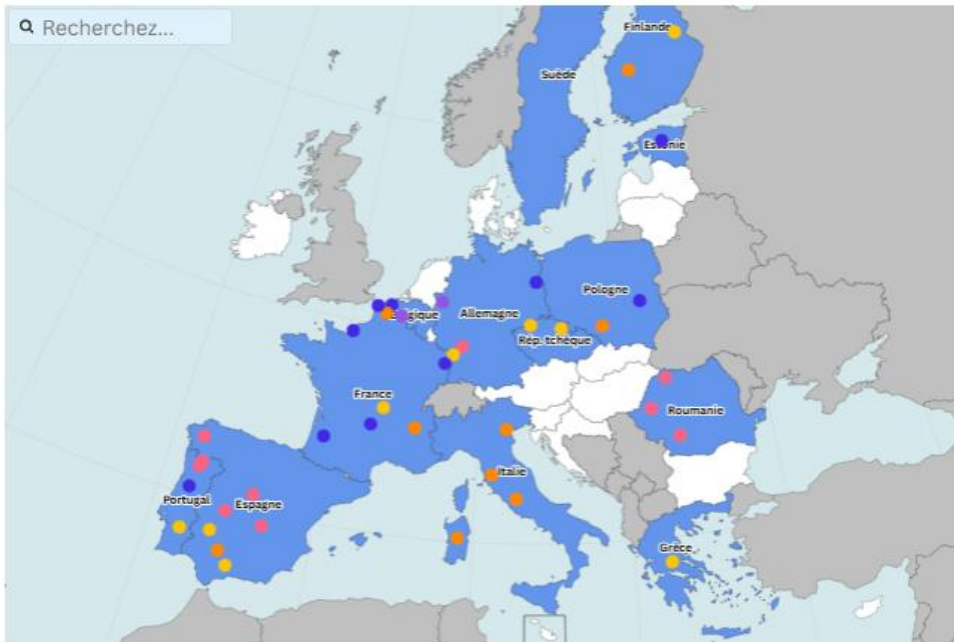 Recherchez...
Finlande
Suède
Estonie
Pologne
Belgique
Allemagne
Rép. tchèque
France
Roumanie
Italie
Portugal
Espagne
Grèce